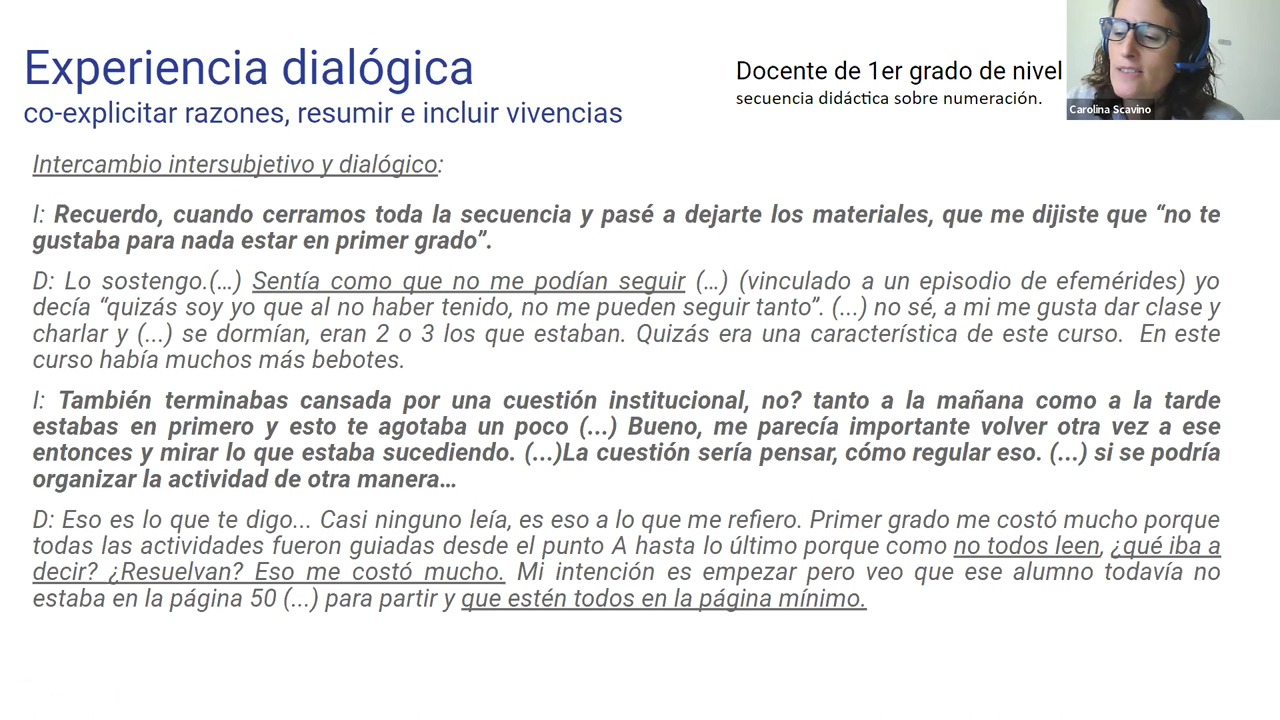 Experiencia dialógica
co-explicitar razones, resumir e incluir vivencias
Docente de 1er grado de nivel
secuencia didáctica sobre numeración.
Carolina Scavino
Intercambio intersubjetivo y dialógico:
I: Recuerdo, cuando cerramos toda la secuencia y pasé a dejarte los materiales, que me dijiste que “no te
gustaba para nada estar en primer grado”.
D: Lo sostengo.(…) Sentía como que no me podían seguir (…) (vinculado a un episodio de efemérides) yo
decía “quizás soy yo que al no haber tenido, no me pueden seguir tanto”. (...) no sé, a mi me gusta dar clase y
charlar y (...) se dormían, eran 2 o 3 los que estaban. Quizás era una característica de este curso. En este
curso había muchos más bebotes.
I: También terminabas cansada por una cuestión institucional, no? tanto a la mañana como a la tarde
estabas en primero y esto te agotaba un poco (...) Bueno, me parecía importante volver otra vez a ese
entonces y mirar lo que estaba sucediendo. (...)La cuestión sería pensar, cómo regular eso. (...) si se podría
organizar la actividad de otra manera…
D: Eso es lo que te digo... Casi ninguno leía, es eso a lo que me refiero. Primer grado me costó mucho porque
todas las actividades fueron guiadas desde el punto A hasta lo último porque como no todos leen, ¿qué iba a
decir? ¿Resuelvan? Eso me costó mucho. Mi intención es empezar pero veo que ese alumno todavía no
estaba en la página 50 (...) para partir y que estén todos en la página mínimo.